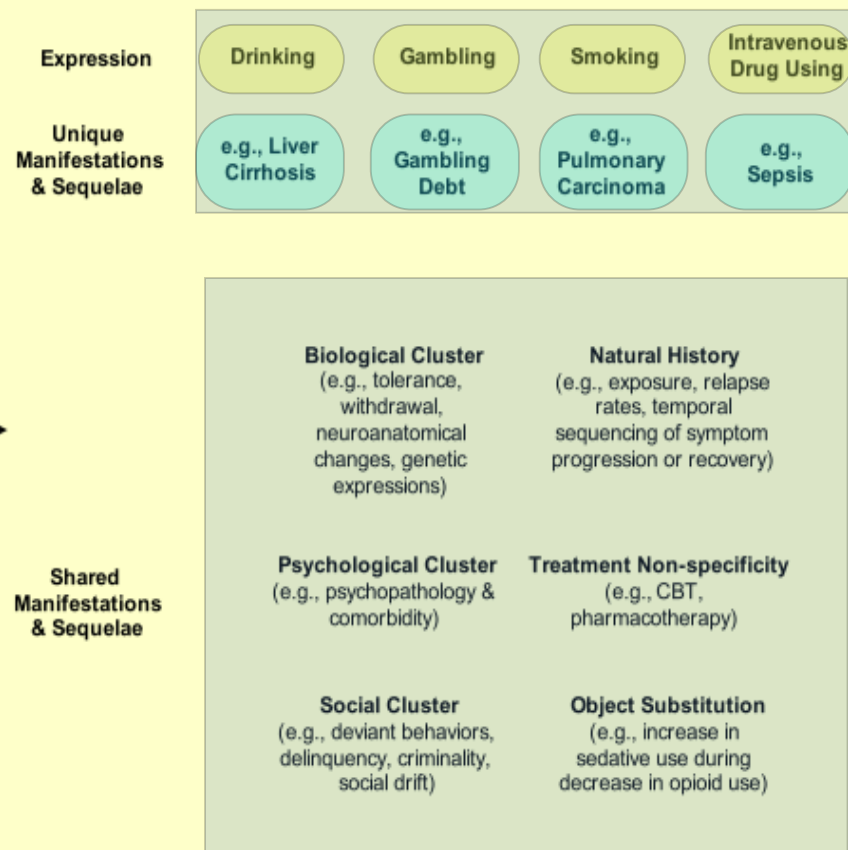 Expression
Drinking
Gambling
Smoking
Intravenous
Drug Using
Unique
Manifestations
& Sequelae
e.g., Liver
Cirrhosis
e.g.,
Gambling
Debt
e.g.,
Pulmonary
Carcinoma
e.g.,
Sepsis
Shared
Manifestations
& Sequelae
Biological Cluster
(e.g., tolerance,
withdrawal,
neuroanatomical
changes, genetic
expressions)
Natural History
(e.g., exposure, relapse
rates, temporal
sequencing of symptom
progression or recovery)
Psychological Cluster
(e.g., psychopathology &
comorbidity)
Treatment Non-specificity
(e.g., CBT,
pharmacotherapy)
Social Cluster
(e.g., deviant behaviors,
delinquency, criminality,
social drift)
Object Substitution
(e.g., increase in
sedative use during
decrease in opioid use)